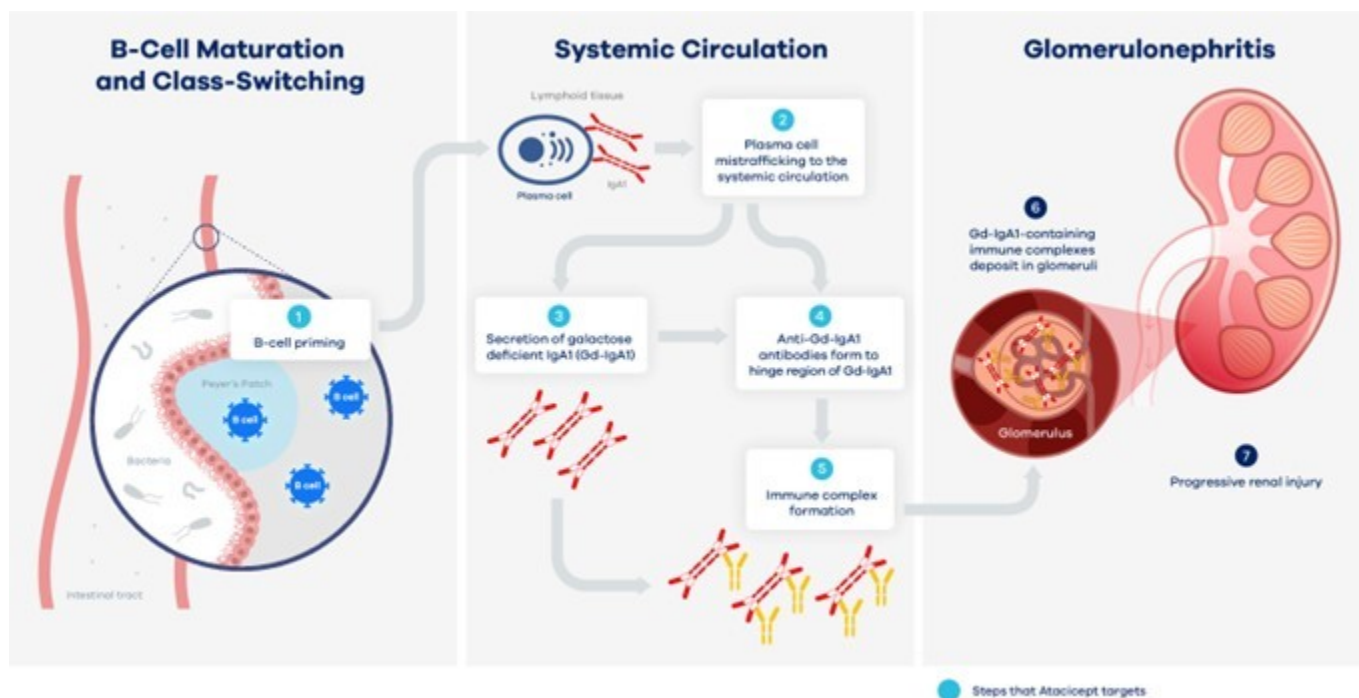 B-Cell Maturation
and Class-Switching
1
B-cell priming
Peyer's Patch
B cell
B cell
B cell
Bacteria
Intestinal tract
Systemic Circulation
Lymphoid tissue
Plasma cell
IgA1
2
Plasma cell
mistrafficking to the
systemic circulation
3
Secretion of galactose
deficient IgA1 (Gd-IgA1)
4
Anti-Gd-IgA1
antibodies form to
hinge region of Gd-IgA1
5
Immune complex
formation
Glomerulonephritis
6
Gd-IgA1-containing
immune complexes
deposit in glomeruli
Glomerulus
7
Progressive renal injury
Steps that Atacicept targets